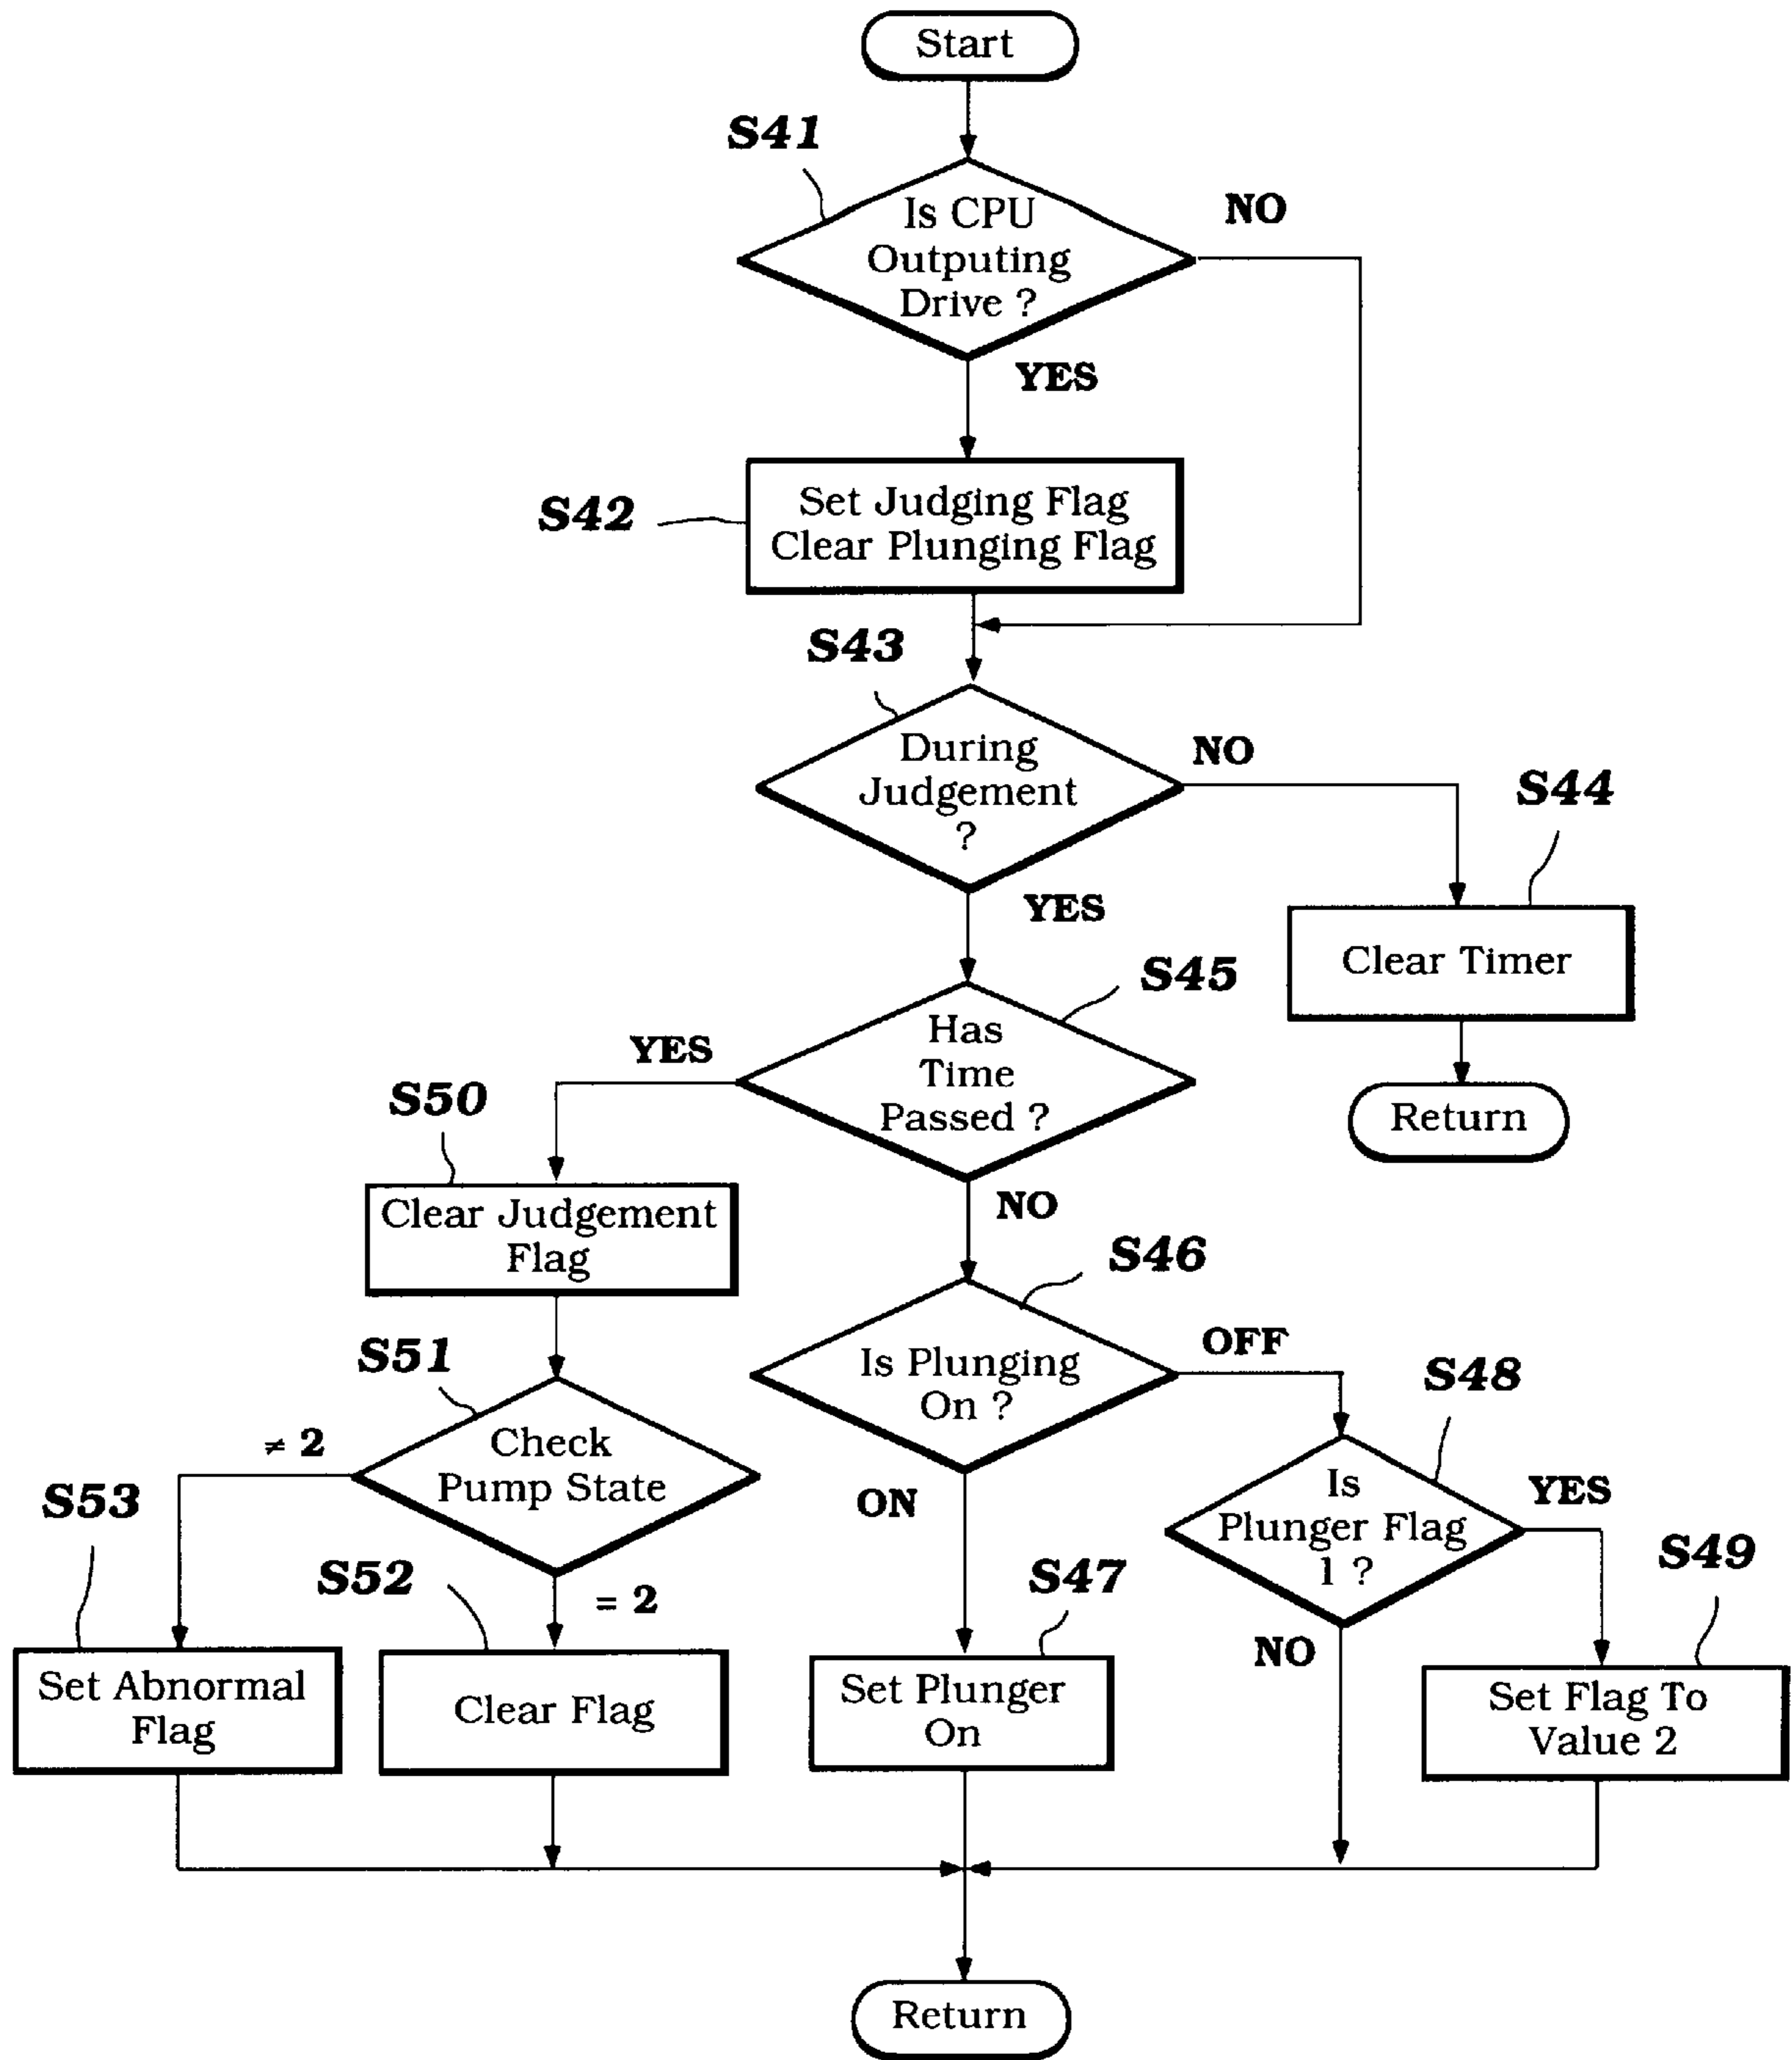 Start
S41
Is CPU
Outputing
Drive ?
NO
YES
S42
Set Judging Flag
Clear Plunging Flag
S43
During
Judgement
?
NO
YES
S44
Clear Timer
Return
S45
Has
Time
Passed ?
YES
NO
S50
Clear Judgement
Flag
S46
Is Plunging
On ?
OFF
ON
S51
Check
Pump State
≠ 2
= 2
S48
Is
Plunger Flag
1 ?
YES
NO
S53
Set Abnormal
Flag
S52
Clear Flag
S47
Set Plunger
On
S49
Set Flag To
Value 2
Return